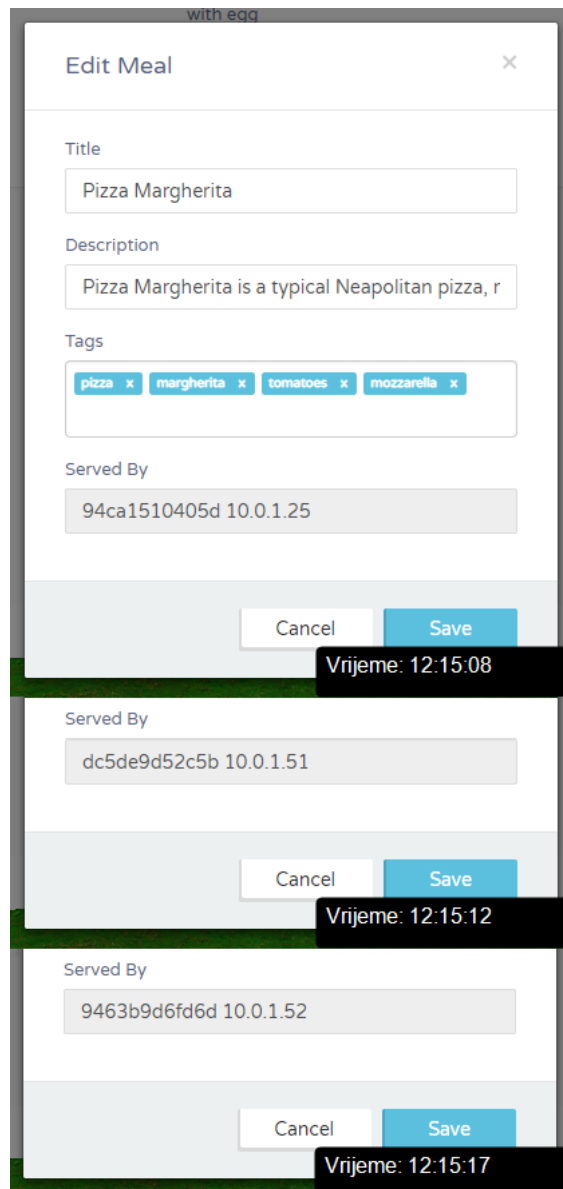 with egg
Edit Meal ×
Title
Pizza Margherita
Description
Pizza Margherita is a typical Neapolitan pizza, r
Tags
pizza x margherita x tomatoes x mozzarella x
Served By
94ca1510405d 10.0.1.25
Cancel Save
Vrijeme: 12:15:08
Served By
dc5de9d52c5b 10.0.1.51
Cancel Save
Vrijeme: 12:15:12
Served By
9463b9d6fd6d 10.0.1.52
Cancel Save
Vrijeme: 12:15:17